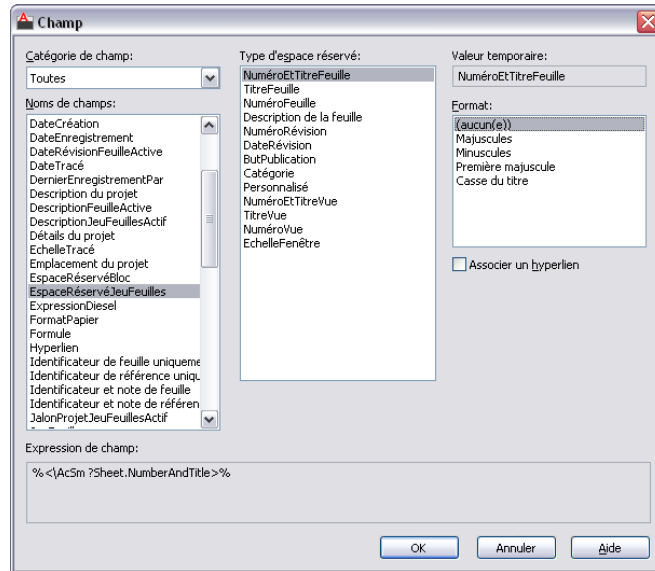 Champ
Catégorie de champ:
Toutes
Noms de champs:
DateCréation
DateEnregistrement
DateRévisionFeuilleActive
DateTracé
DernierEnregistrementPar
Description du projet
DescriptionFeuilleActive
DescriptionJeuFeuillesActif
Détails du projet
EchelleTracé
Emplacement du projet
EspaceRéservéBloc
EspaceRéservéJeuFeuilles
ExpressionDiesel
FormatPapier
Formule
Hyperlien
Identificateur de feuille uniqueme
Identificateur de référence uniqu
Identificateur et note de feuille
Identificateur et note de référen
JalonProjetJeuFeuillesActif
Type d'espace réservé:
NuméroEtTitreFeuille
TitreFeuille
NuméroFeuille
Description de la feuille
NuméroRévision
DateRévision
ButPublication
Catégorie
Personnalisé
NuméroEtTitreVue
TitreVue
NuméroVue
EchelleFenêtre
Valeur temporaire:
NuméroEtTitreFeuille
Format:
(aucun(e))
Majuscules
Minuscules
Première majuscule
Casse du titre
Associer un hyperlien
Expression de champ:
%<\AcSm ?Sheet.NumberAndTitle>%
OK
Annuler
Aide